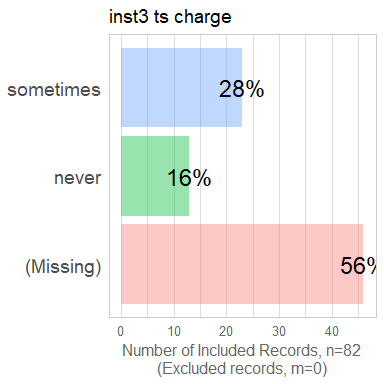 inst3 ts charge
sometimes
28%
never
16%
(Missing)
56%
0 10 20 30 40
Number of Included Records, n=82
(Excluded records, m=0)